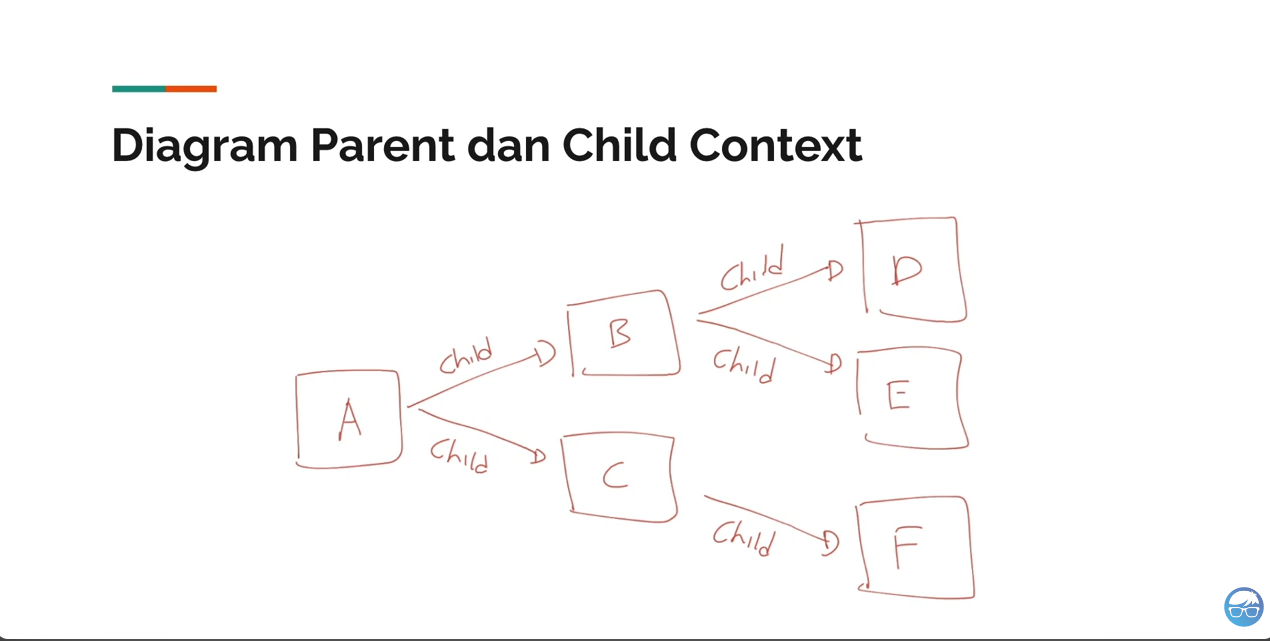 Diagram Parent dan Child Context
A
Child
Child
B
C
Child
Child
Child
D
E
F